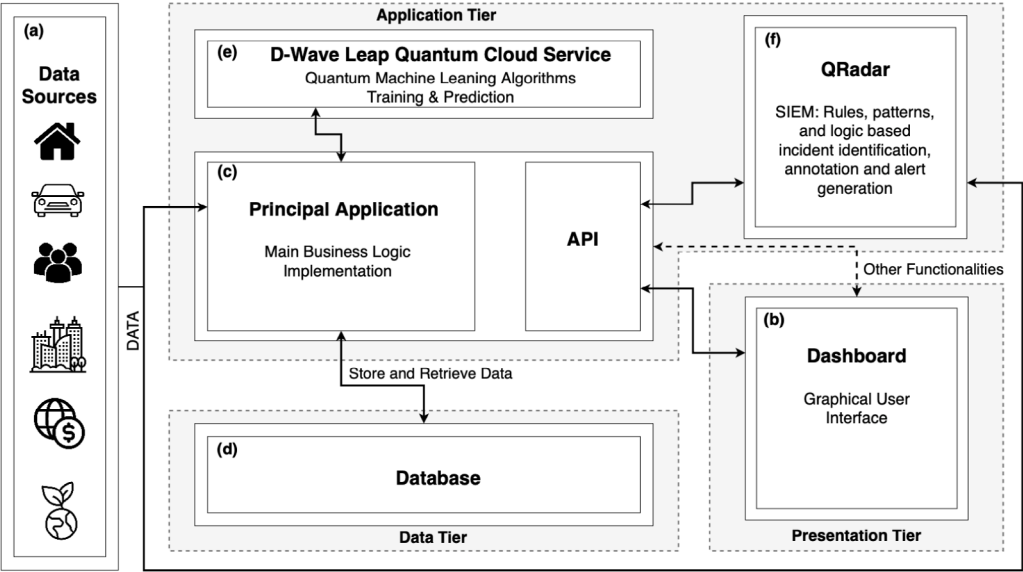 (a)
Data
Sources
$
DATA
Application Tier
(e)
D-Wave Leap Quantum Cloud Service
Quantum Machine Leaning Algorithms
Training & Prediction
(c)
Principal Application
Main Business Logic
Implementation
API
(f)
QRadar
SIEM: Rules, patterns,
and logic based
incident identification,
annotation and alert
generation
Other Functionalities
Store and Retrieve Data
(b)
Dashboard
Graphical User
Interface
Presentation Tier
(d)
Database
Data Tier